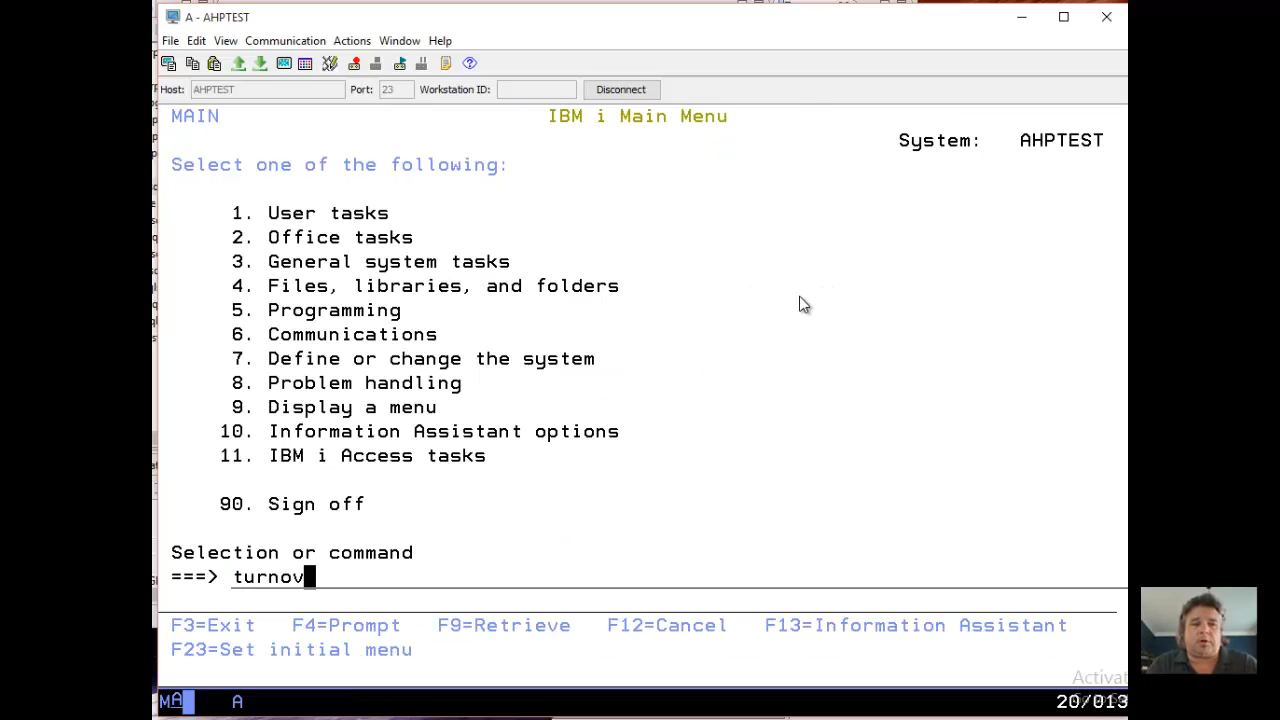 A - AHPTEST
File Edit View Communication Actions Window Help
Host: AHPTEST Port: 23 Workstation ID: Disconnect
MAIN IBM i Main Menu
System: AHPTEST
Select one of the following:
1. User tasks
2. Office tasks
3. General system tasks
4. Files, libraries, and folders
5. Programming
6. Communications
7. Define or change the system
8. Problem handling
9. Display a menu
10. Information Assistant options
11. IBM i Access tasks
90. Sign off
Selection or command
===> turnov
F3=Exit F4=Prompt F9=Retrieve F12=Cancel F13=Information Assistant
F23=Set initial menu
Activat
MA A 20/013